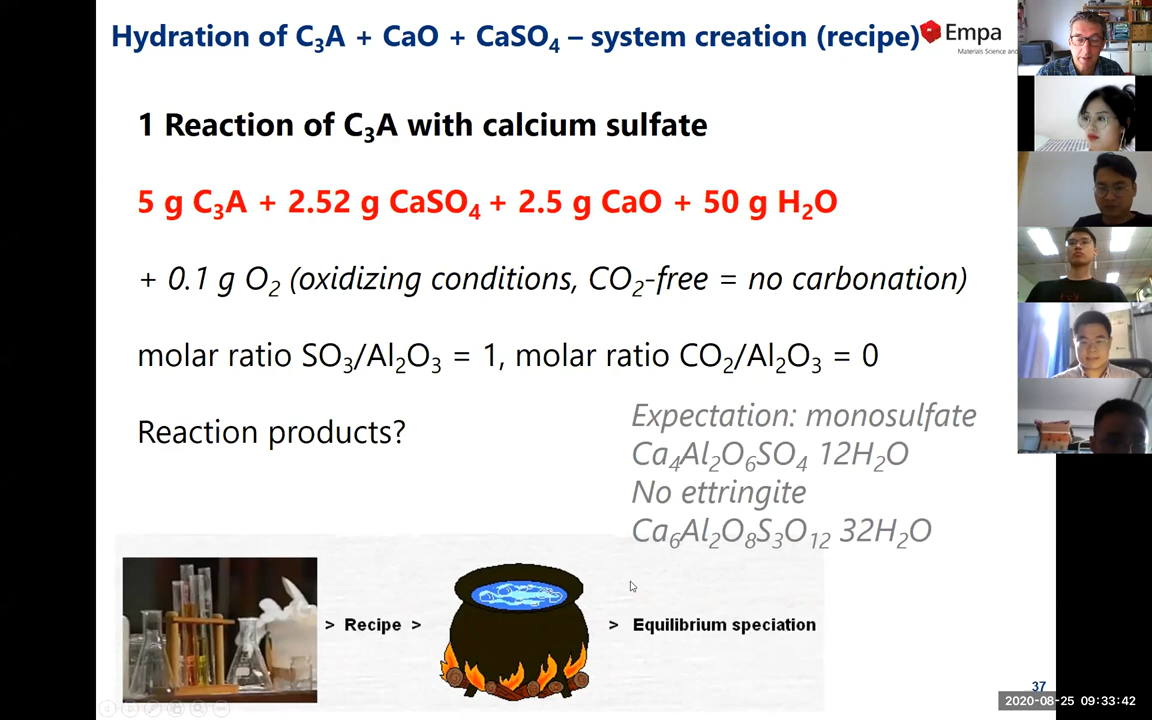 Hydration of C₃A + CaO + CaSO₄ – system creation (recipe)
Empa
Materials Science and
1 Reaction of C₃A with calcium sulfate
5 g C₃A + 2.52 g CaSO₄ + 2.5 g CaO + 50 g H₂O
+ 0.1 g O₂ (oxidizing conditions, CO₂-free = no carbonation)
molar ratio SO₃/Al₂O₃ = 1, molar ratio CO₂/Al₂O₃ = 0
Reaction products?
Expectation: monosulfate
Ca₄Al₂O₆SO₄ 12H₂O
No ettringite
Ca₆Al₂O₈S₃O₁₂ 32H₂O
> Recipe >
> Equilibrium speciation
37
2020-08-25 09:33:42